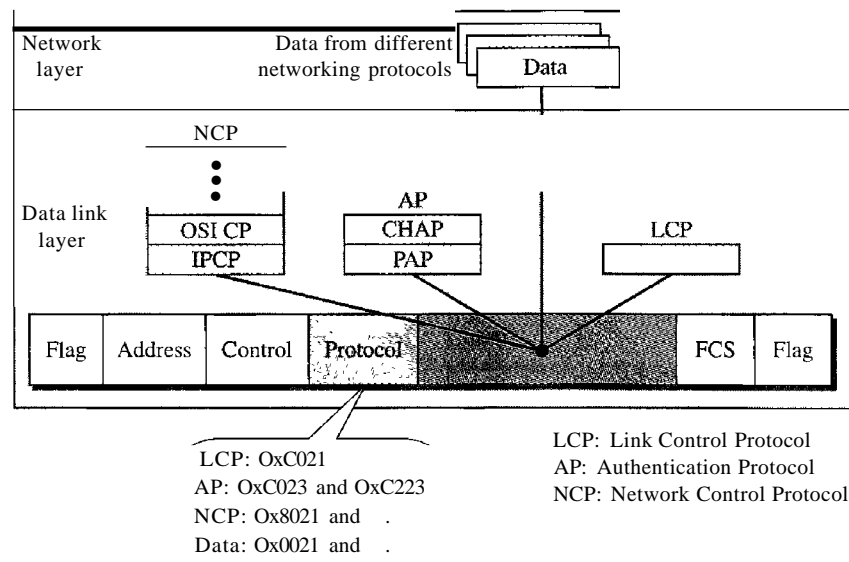 Network
layer
Data from different
networking protocols
Data
NCP
Data link
layer
OSI CP
IPCP
AP
CHAP
PAP
LCP
Flag Address Control Protocol FCS Flag
LCP: OxC021
AP: OxC023 and OxC223
NCP: Ox8021 and .
Data: Ox0021 and .
LCP: Link Control Protocol
AP: Authentication Protocol
NCP: Network Control Protocol